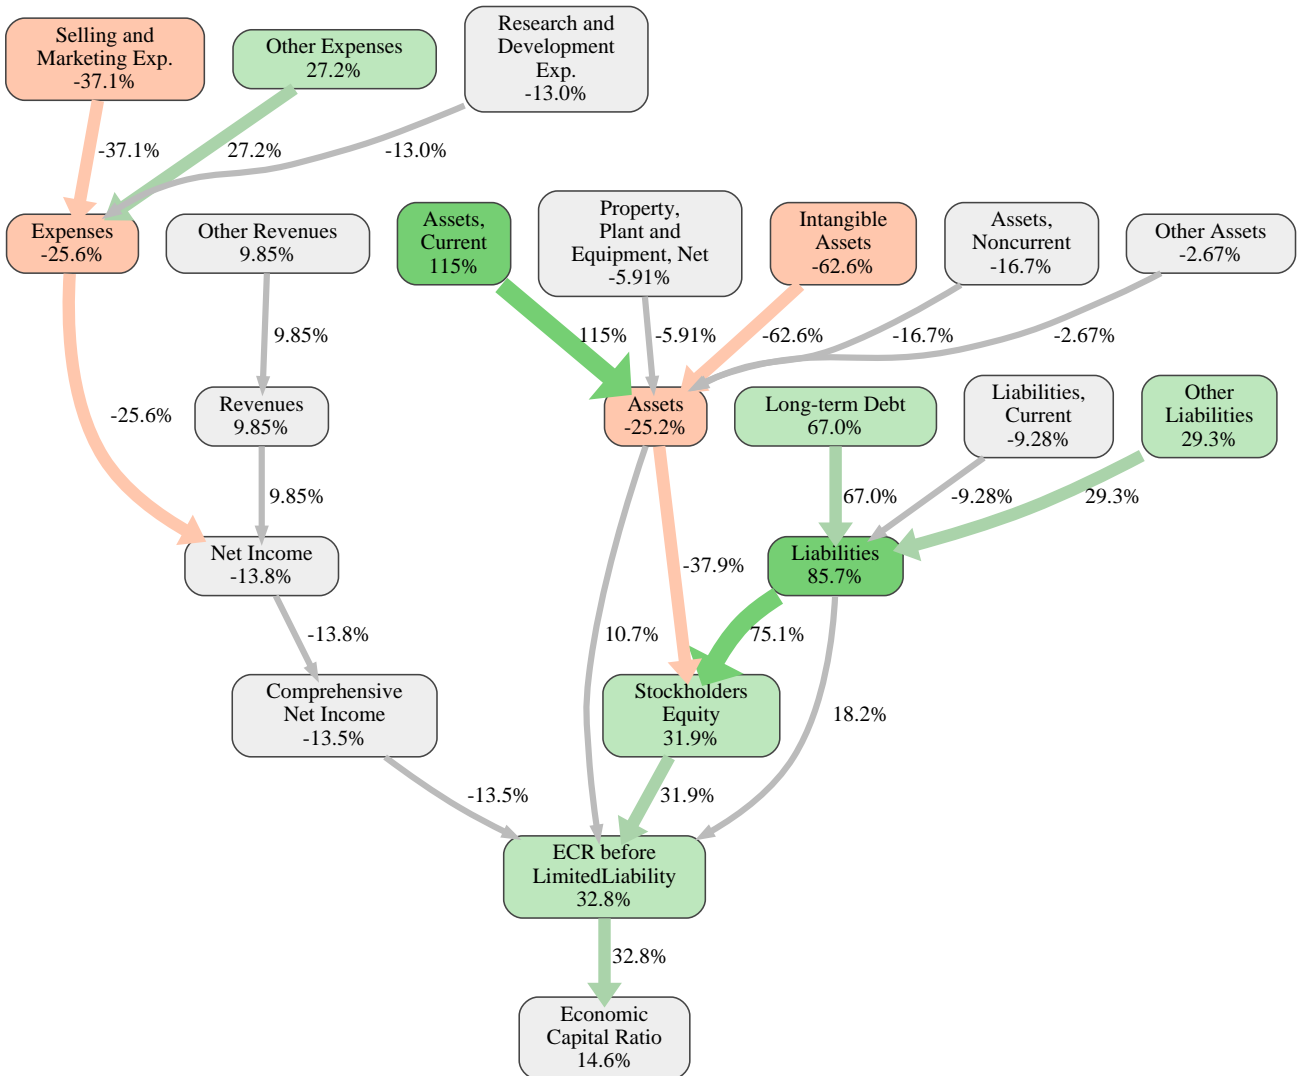 Selling and
Marketing Exp.
-37.1%
Other Expenses
27.2%
Research and
Development
Exp.
-13.0%
-37.1%
27.2%
-13.0%
Expenses
-25.6%
Other Revenues
9.85%
Assets,
Current
115%
Property,
Plant and
Equipment, Net
-5.91%
Intangible
Assets
-62.6%
Assets,
Noncurrent
-16.7%
Other Assets
-2.67%
9.85%
115%
-5.91%
-62.6%
-16.7%
-2.67%
-25.6%
Revenues
9.85%
Assets
-25.2%
Long-term Debt
67.0%
Liabilities,
Current
-9.28%
Other
Liabilities
29.3%
9.85%
67.0%
-9.28%
29.3%
Net Income
-13.8%
-37.9%
Liabilities
85.7%
-13.8%
10.7%
75.1%
Comprehensive
Net Income
-13.5%
Stockholders
Equity
31.9%
18.2%
-13.5%
31.9%
ECR before
LimitedLiability
32.8%
32.8%
Economic
Capital Ratio
14.6%